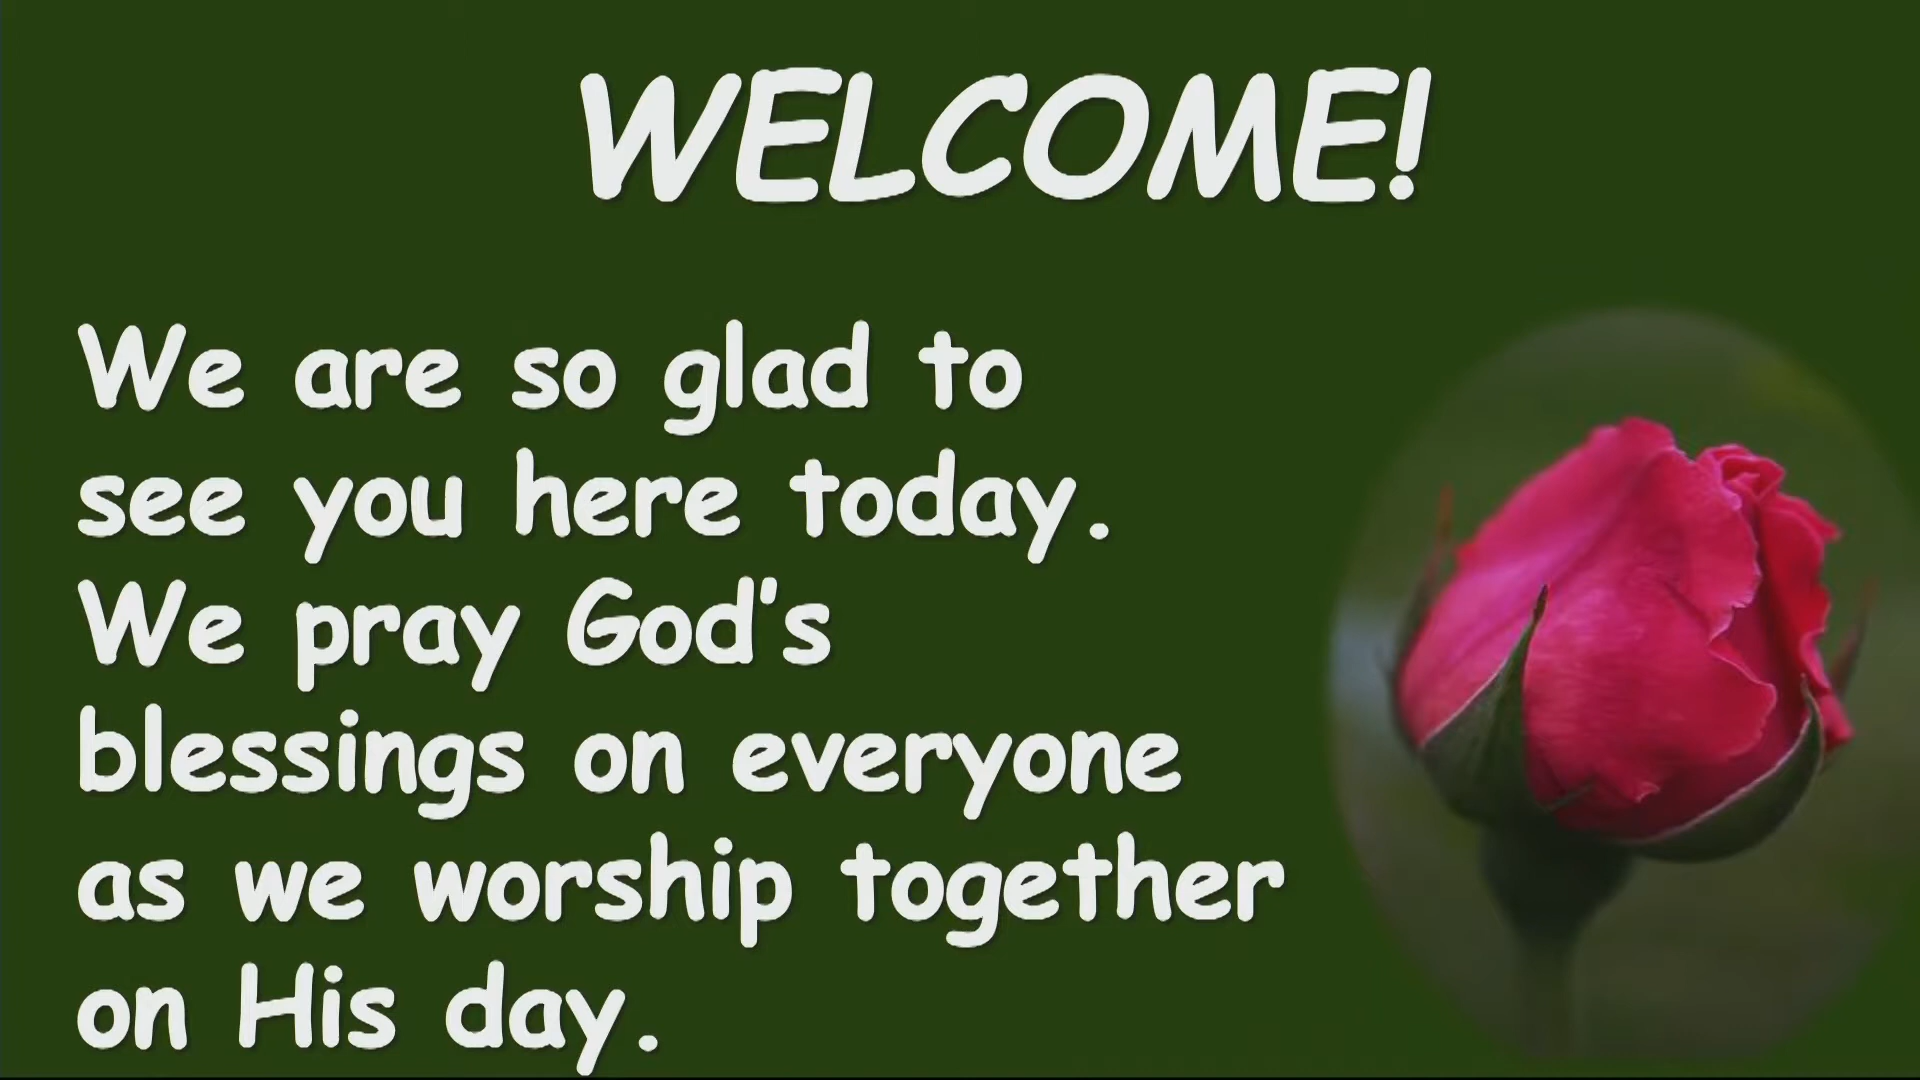 WELCOME!
We are so glad to
see you here today.
We pray God's
blessings on everyone
as we worship together
on His day.